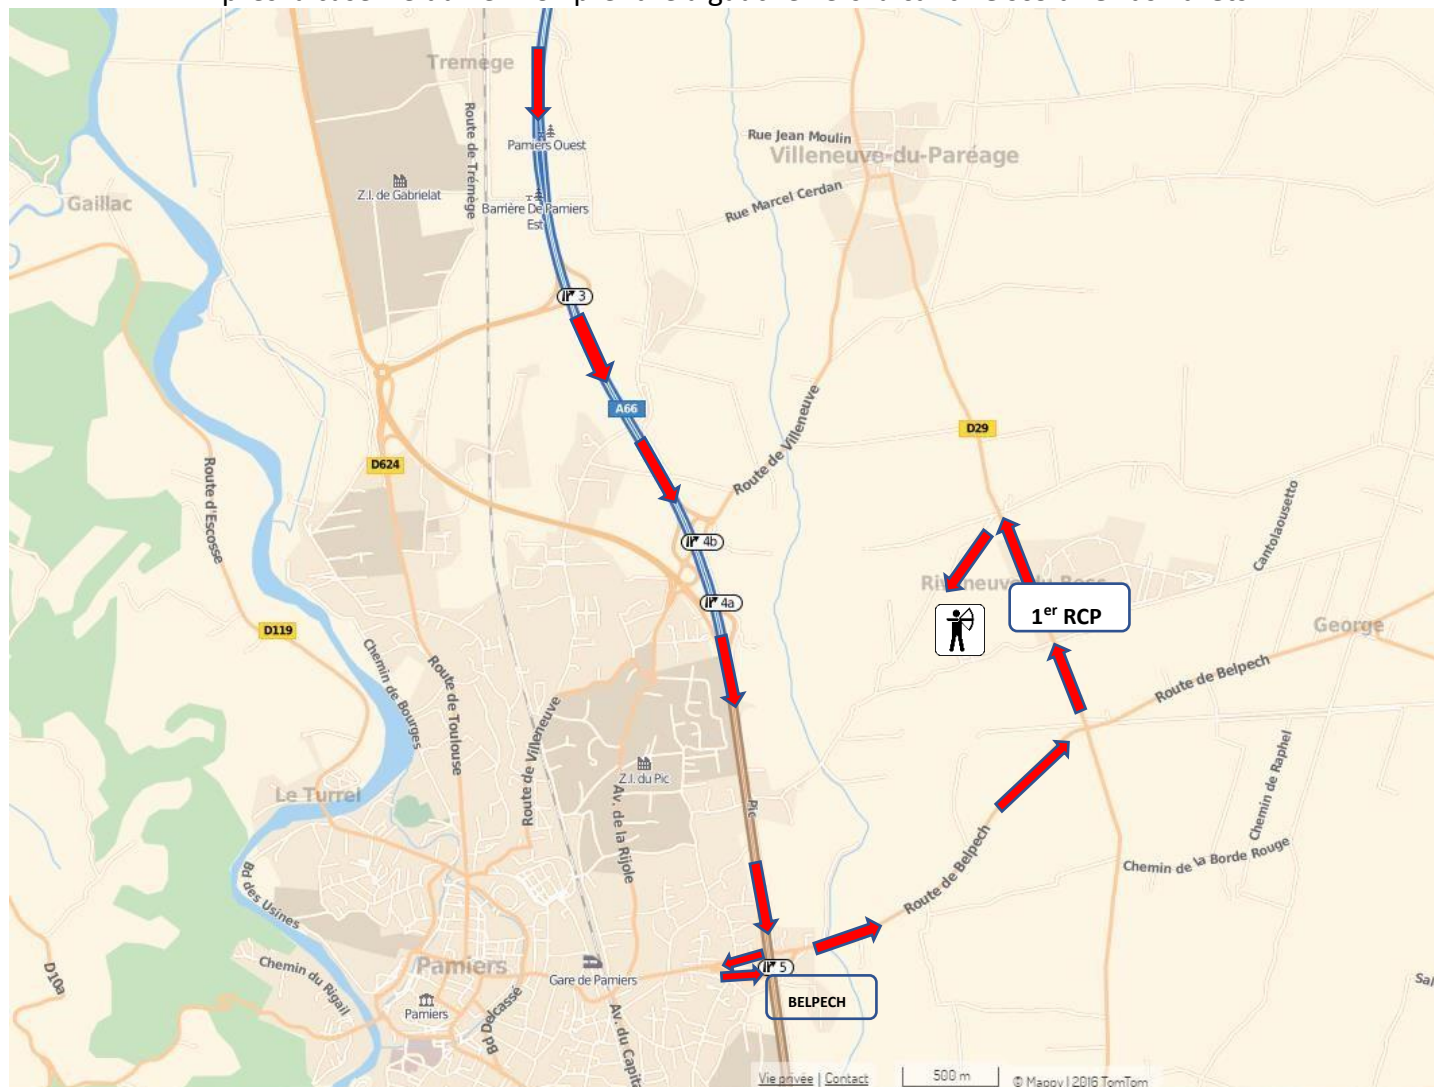 Tremège
Route de Trémège
Pamiers Ouest
Rue Jean Moulin
Villeneuve-du-Paréage
Z.I. de Gabrielat
Rue Marcel Cerdan
Gaillac
Barrière De Pamiers
Est
3
A66
Route de Villeneuve
D29
D624
Route d'Escosse
Cantolaousetto
4b
4a
1er RCP
George
D119
Chemin de Bourges
Route de Toulouse
Route de Belpech
Route de Villeneuve
Z.I. du Pic
Pic
Chemin de Raphel
Le Turrel
Av. de la Rijole
Chemin de la Borde Rouge
Route de Belpech
Bd des Usines
Pamiers
Gare de Pamiers
5
BELPECH
Chemin du Rigail
D10a
Pamiers
Bd Delcassé
Av. du Capita
Vie privée | Contact
500 m
© Mappy | 2016 TomTom